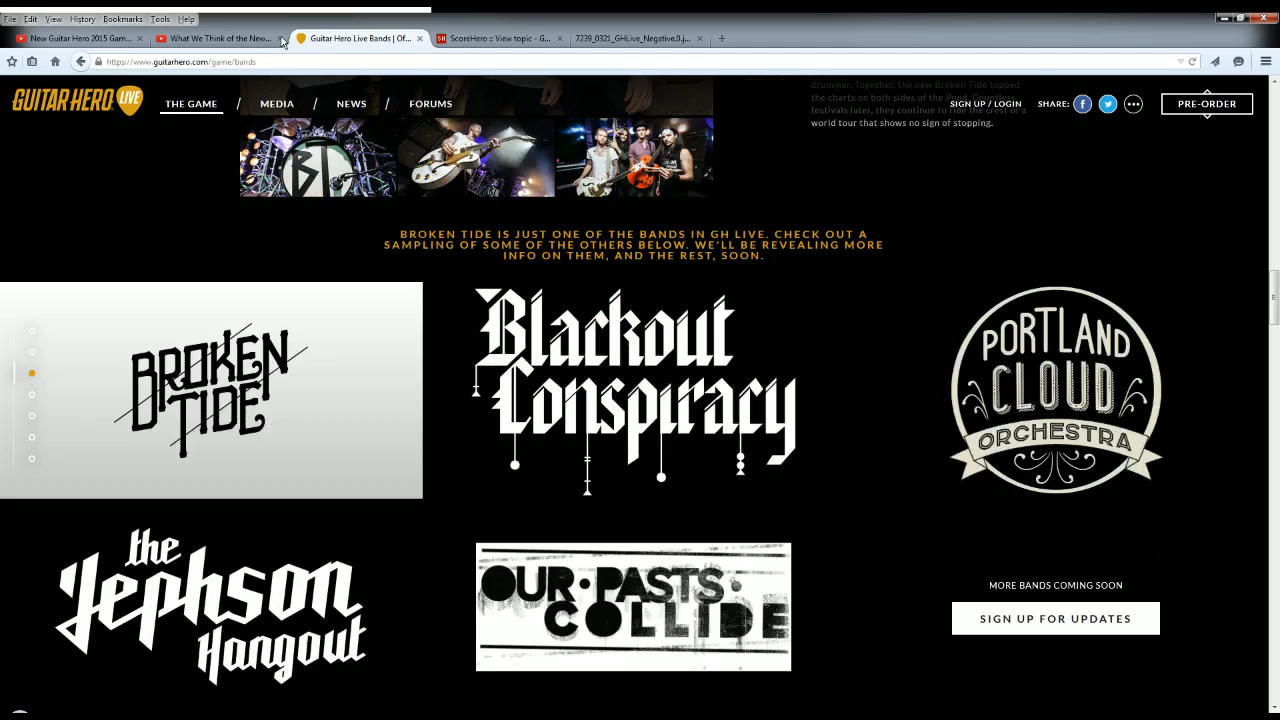 File Edit View History Bookmarks Tools Help
New Guitar Hero 2015 Gam...
What We Think of the New...
Guitar Hero Live Bands | Of...
ScoreHero :: View topic - G...
7239_0321_GHLive_Negative.0.j...
https://www.guitarhero.com/game/bands
GUITAR HERO LIVE
THE GAME / MEDIA / NEWS / FORUMS
SIGN UP / LOGIN
SHARE:
PRE-ORDER
drummer. Together, the new Broken Tide topped
the charts on both sides of the Pond. Countless
festivals later, they continue to ride the crest of a
world tour that shows no sign of stopping.
BT
BROKEN TIDE IS JUST ONE OF THE BANDS IN GH LIVE. CHECK OUT A
SAMPLING OF SOME OF THE OTHERS BELOW. WE'LL BE REVEALING MORE
INFO ON THEM, AND THE REST, SOON.
BROKEN
TIDE
Blackout
Conspiracy
PORTLAND
CLOUD
ORCHESTRA
the
Jephson
Hangout
OUR·PASTS
COLLIDE
MORE BANDS COMING SOON
SIGN UP FOR UPDATES